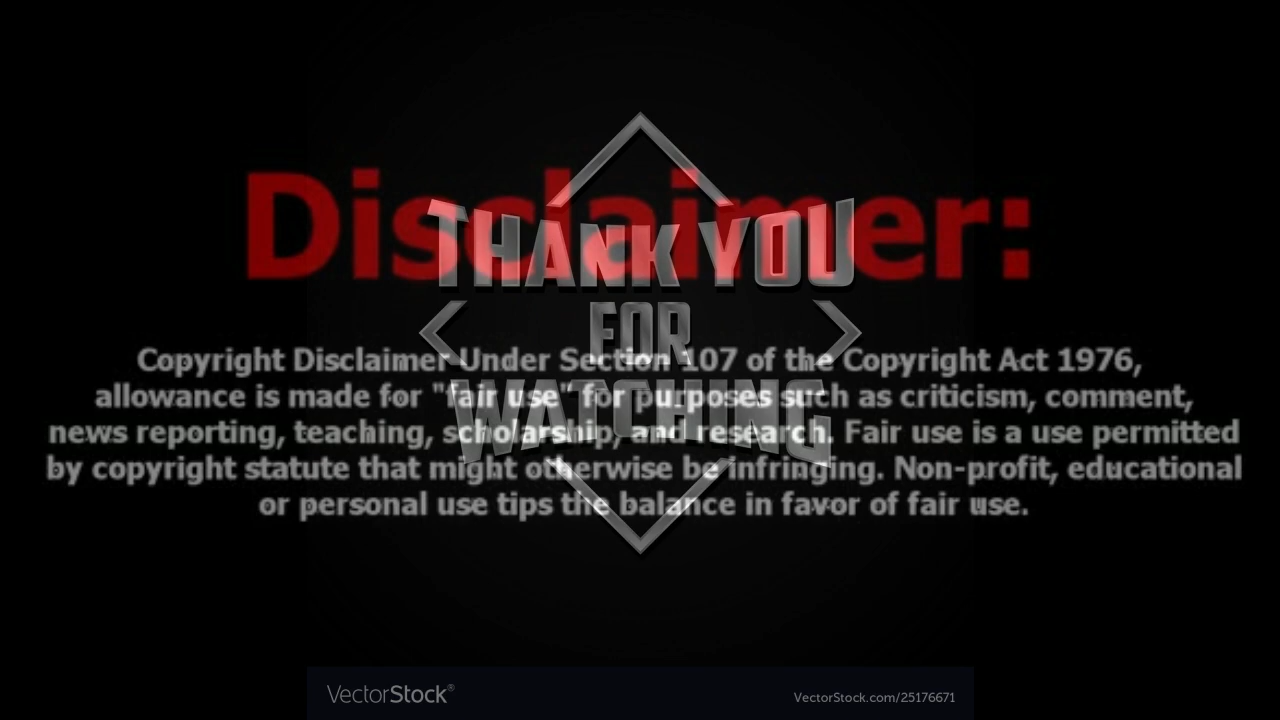 Disclaimer:
THANK YOU
FOR
WATCHING
Copyright Disclaimer Under Section 107 of the Copyright Act 1976,
allowance is made for "fair use" for purposes such as criticism, comment,
news reporting, teaching, scholarship, and research. Fair use is a use permitted
by copyright statute that might otherwise be infringing. Non-profit, educational
or personal use tips the balance in favor of fair use.
VectorStock®
VectorStock.com/25176671